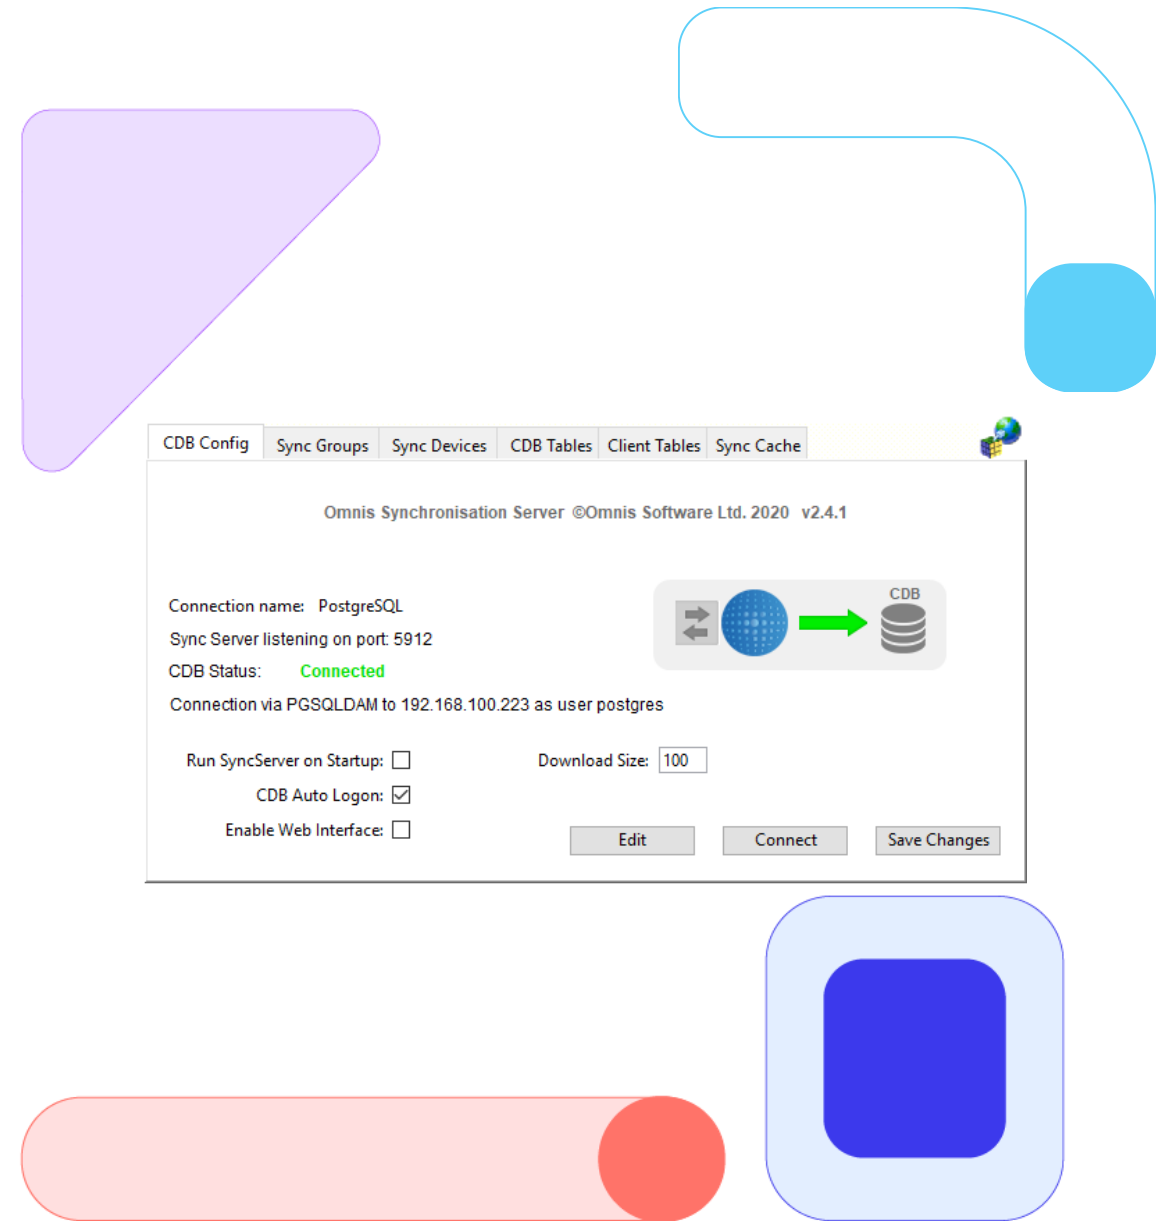 CDB Config Sync Groups Sync Devices CDB Tables Client Tables Sync Cache
Omnis Synchronisation Server ©Omnis Software Ltd. 2020 v2.4.1
CDB
Connection name: PostgreSQL
Sync Server listening on port: 5912
CDB Status: Connected
Connection via PGSQLDAM to 192.168.100.223 as user postgres
Run SyncServer on Startup: Download Size: 100
CDB Auto Logon:
Enable Web Interface:
Edit Connect Save Changes